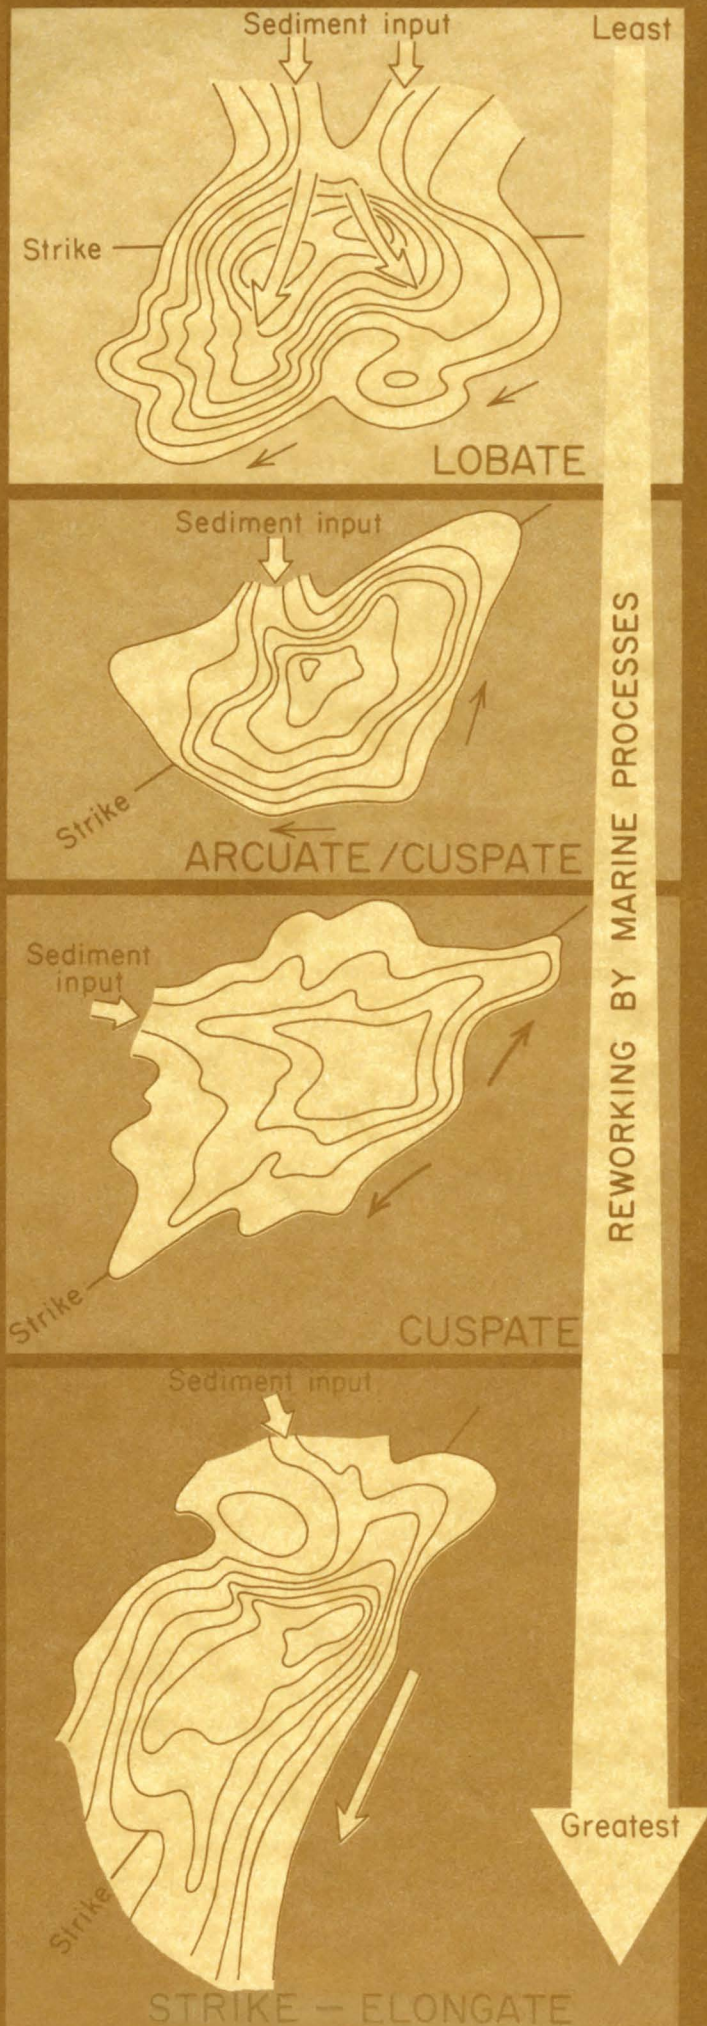 Sediment input
Least
Strike
LOBATE
Sediment input
Strike
ARCUATE/CUSPATE
Sediment
input
Strike
CUSPATE
Sediment input
Strike
STRIKE – ELONGATE
REWORKING BY MARINE PROCESSES
Greatest